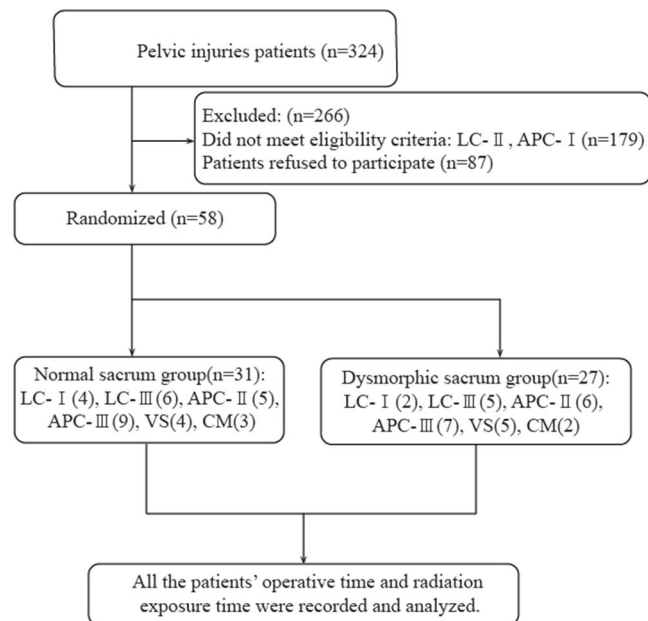 Pelvic injuries patients (n=324)
Excluded: (n=266)
Did not meet eligibility criteria: LC-Ⅱ, APC-Ⅰ (n=179)
Patients refused to participate (n=87)
Randomized (n=58)
Normal sacrum group(n=31):
LC-Ⅰ(4), LC-Ⅲ(6), APC-Ⅱ(5),
APC-Ⅲ(9), VS(4), CM(3)
Dysmorphic sacrum group(n=27):
LC-Ⅰ(2), LC-Ⅲ(5), APC-Ⅱ(6),
APC-Ⅲ(7), VS(5), CM(2)
All the patients' operative time and radiation
exposure time were recorded and analyzed.